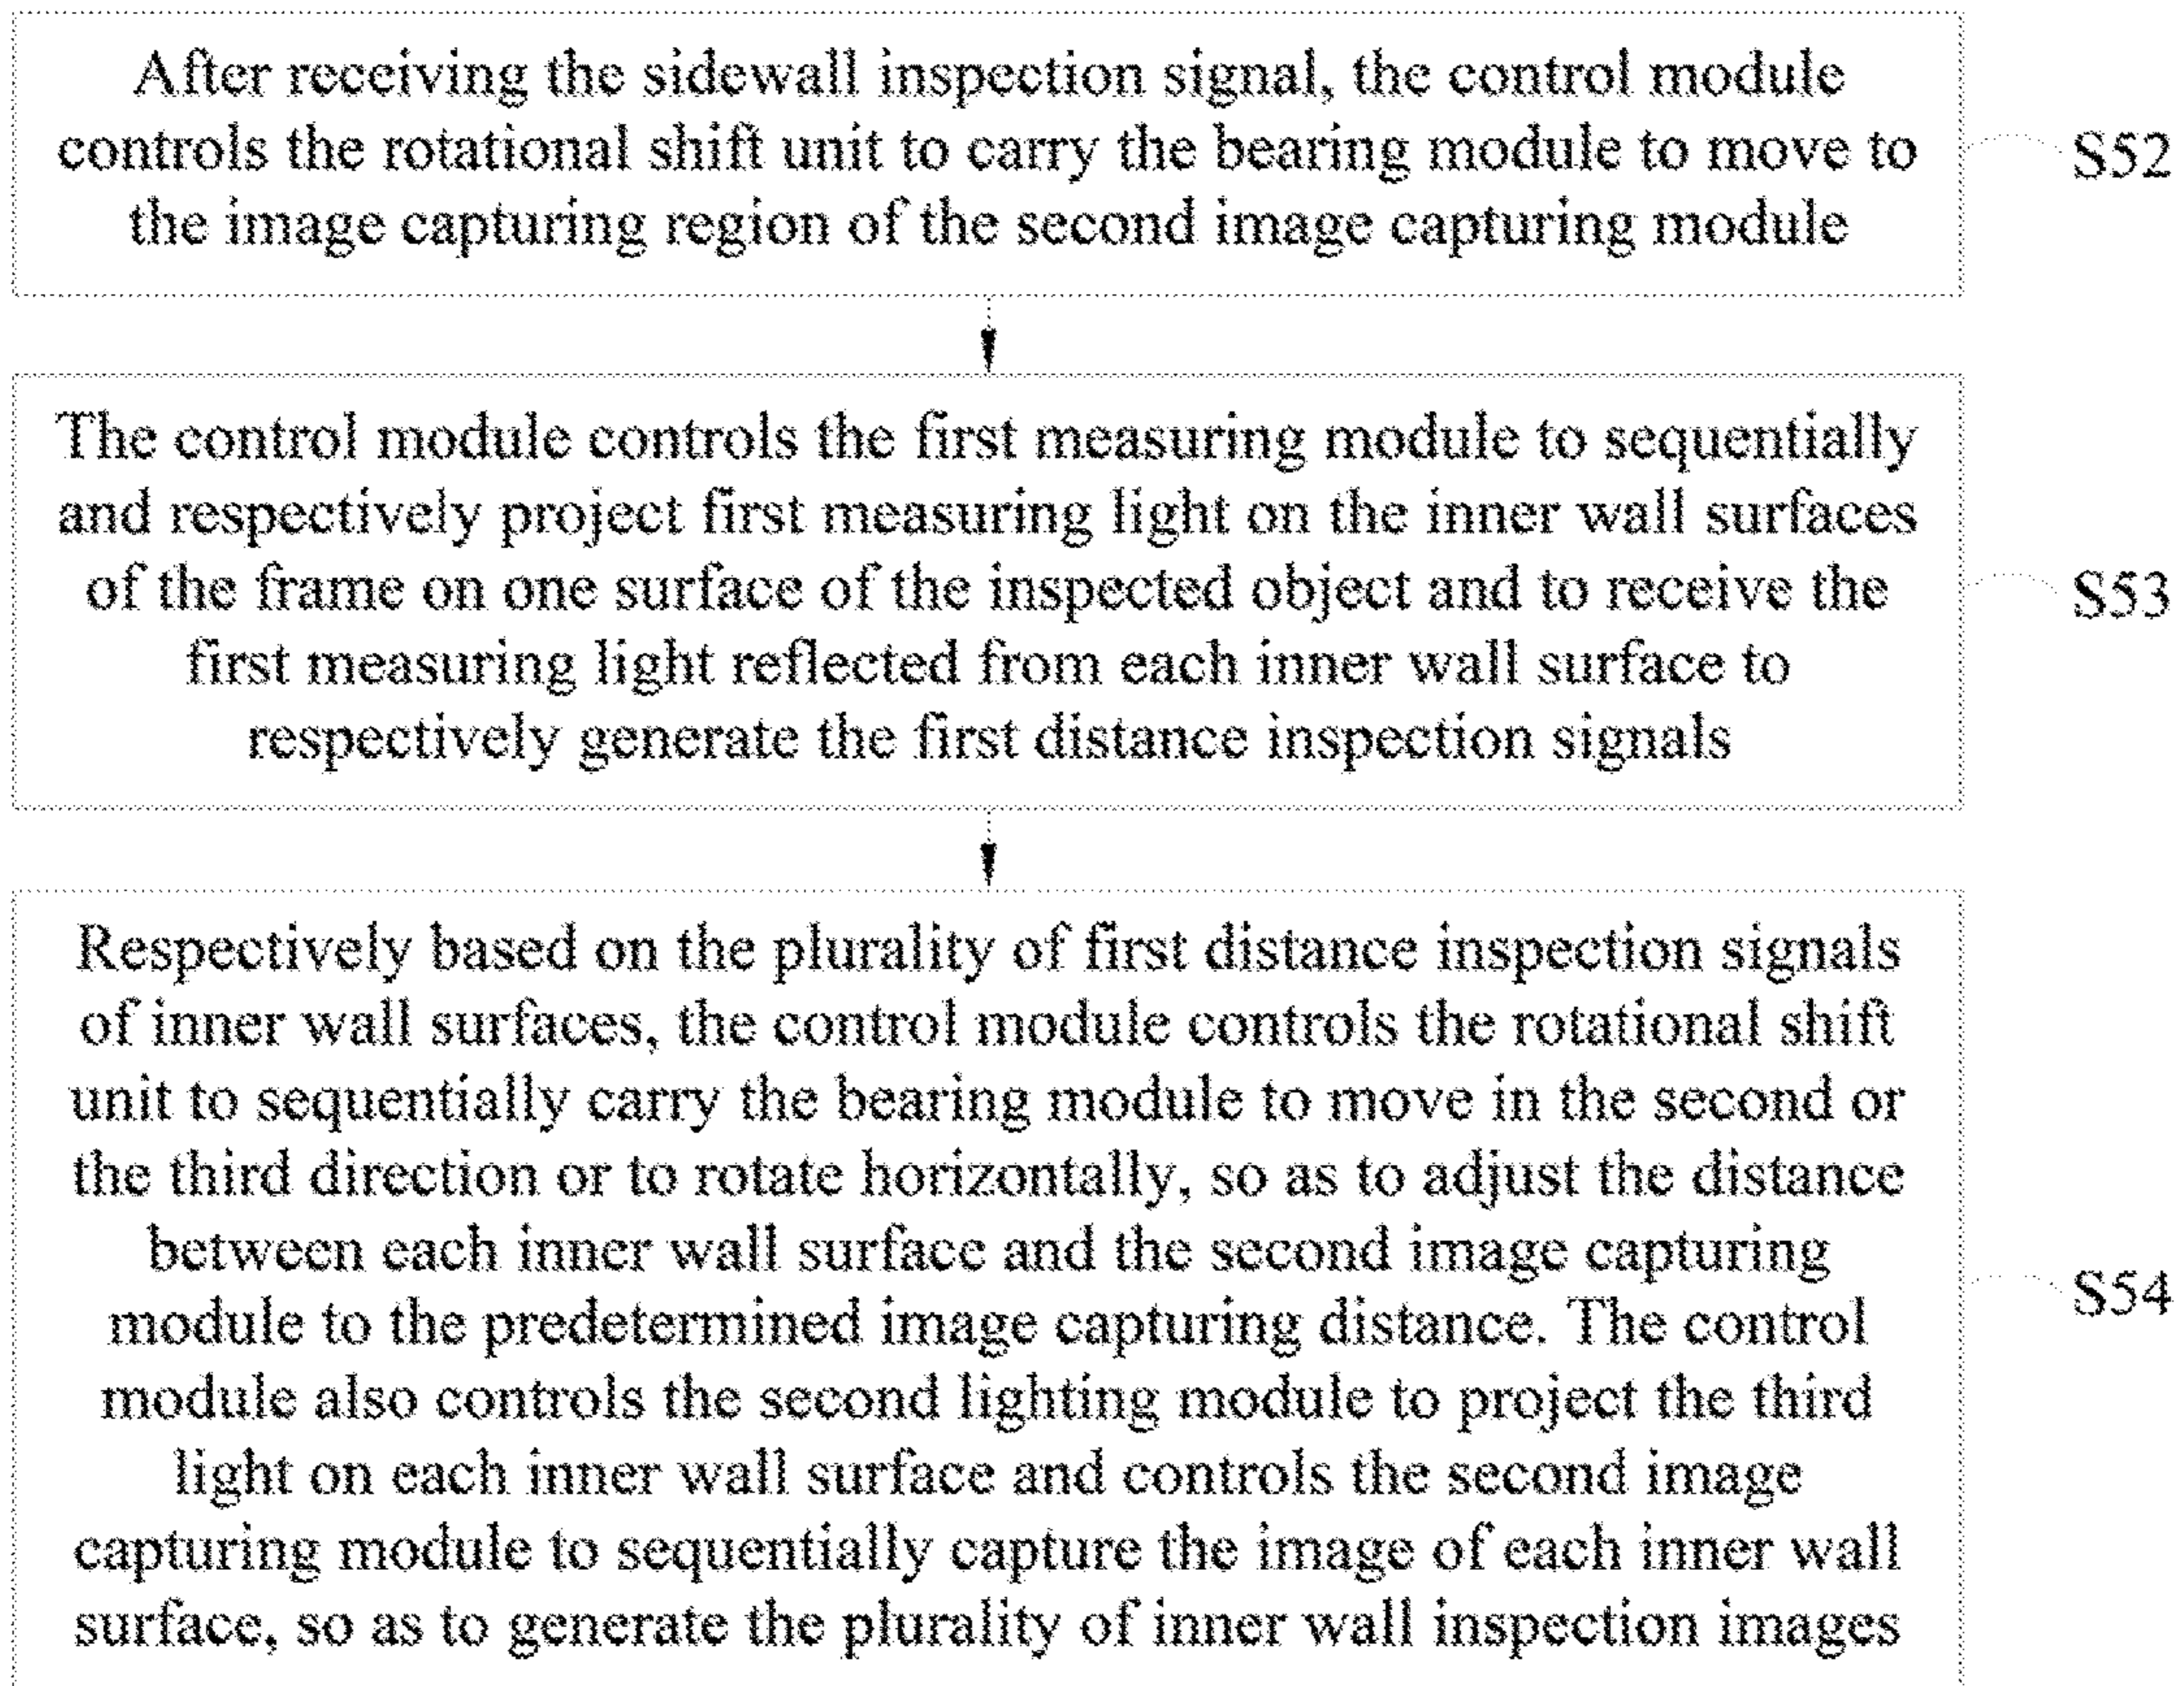 After receiving the sidewall inspection signal, the control module
controls the rotational shift unit to carry the bearing module to move to
the image capturing region of the second image capturing module
S52
The control module controls the first measuring module to sequentially
and respectively project first measuring light on the inner wall surfaces
of the frame on one surface of the inspected object and to receive the
first measuring light reflected from each inner wall surface to
respectively generate the first distance inspection signals
S53
Respectively based on the plurality of first distance inspection signals
of inner wall surfaces, the control module controls the rotational shift
unit to sequentially carry the bearing module to move in the second or
the third direction or to rotate horizontally, so as to adjust the distance
between each inner wall surface and the second image capturing
module to the predetermined image capturing distance. The control
module also controls the second lighting module to project the third
light on each inner wall surface and controls the second image
capturing module to sequentially capture the image of each inner wall
surface, so as to generate the plurality of inner wall inspection images
S54